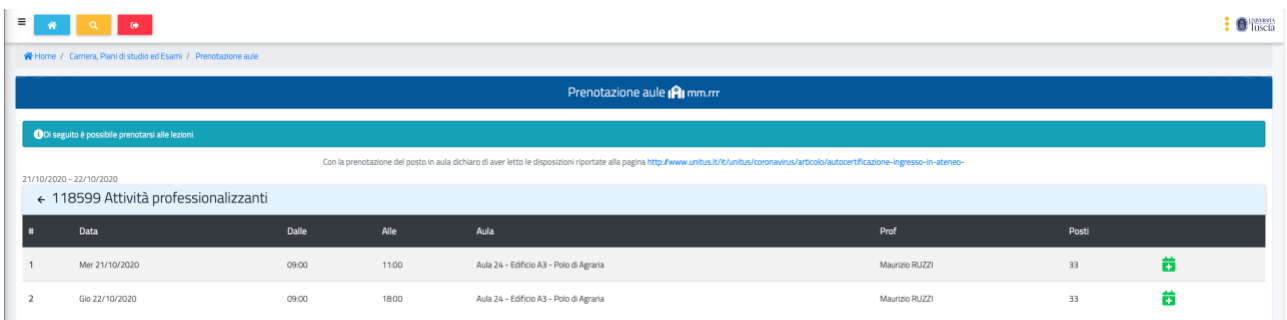 UNIVERSITÀ
Tuscia
Home / Carriera, Piani di studio ed Esami / Prenotazione aule
Prenotazione aule mm.rrr
Di seguito è possibile prenotarsi alle lezioni
Con la prenotazione del posto in aula dichiaro di aver letto le disposizioni riportate alla pagina http://www.unitus.it/it/unitus/coronavirus/articolo/autocertificazione-ingresso-in-ateneo-
21/10/2020 - 22/10/2020
← 118599 Attività professionalizzanti
# Data Dalle Alle Aula Prof Posti
1 Mer 21/10/2020 09:00 11:00 Aula 24 - Edificio A3 - Polo di Agraria Maurizio RUZZI 33
2 Gio 22/10/2020 09:00 18:00 Aula 24 - Edificio A3 - Polo di Agraria Maurizio RUZZI 33